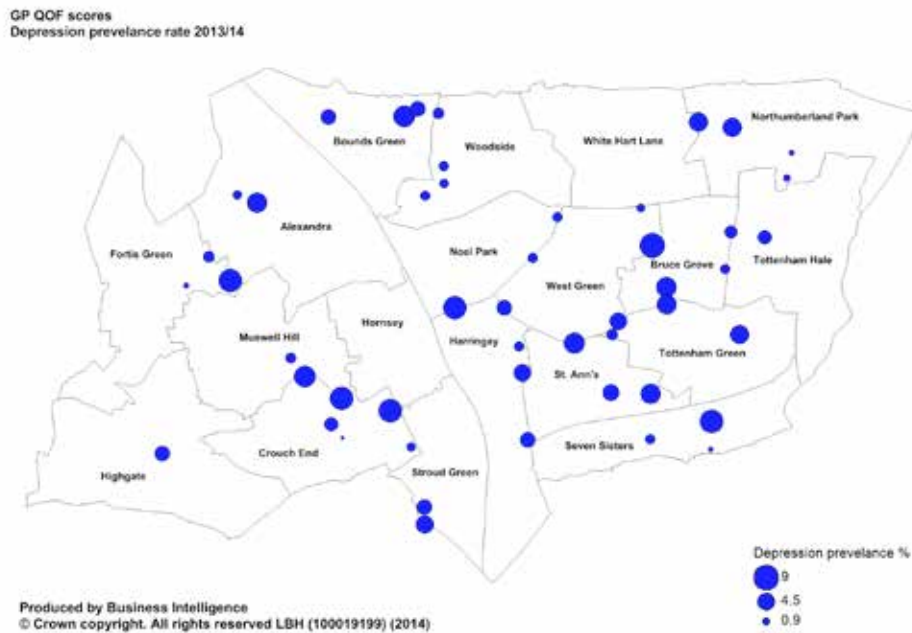 GP QOF scores
Depression prevelance rate 2013/14
Bounds Green
Woodside
White Hart Lane
Northumberland Park
Alexandra
Fortis Green
Noel Park
Bruce Grove
Tottenham Hale
West Green
Muswell Hill
Hornsey
Harringay
Tottenham Green
St. Ann's
Seven Sisters
Crouch End
Highgate
Stroud Green
Depression prevelance %
9
4.5
0.9
Produced by Business Intelligence
© Crown copyright. All rights reserved LBH (100019199) (2014)